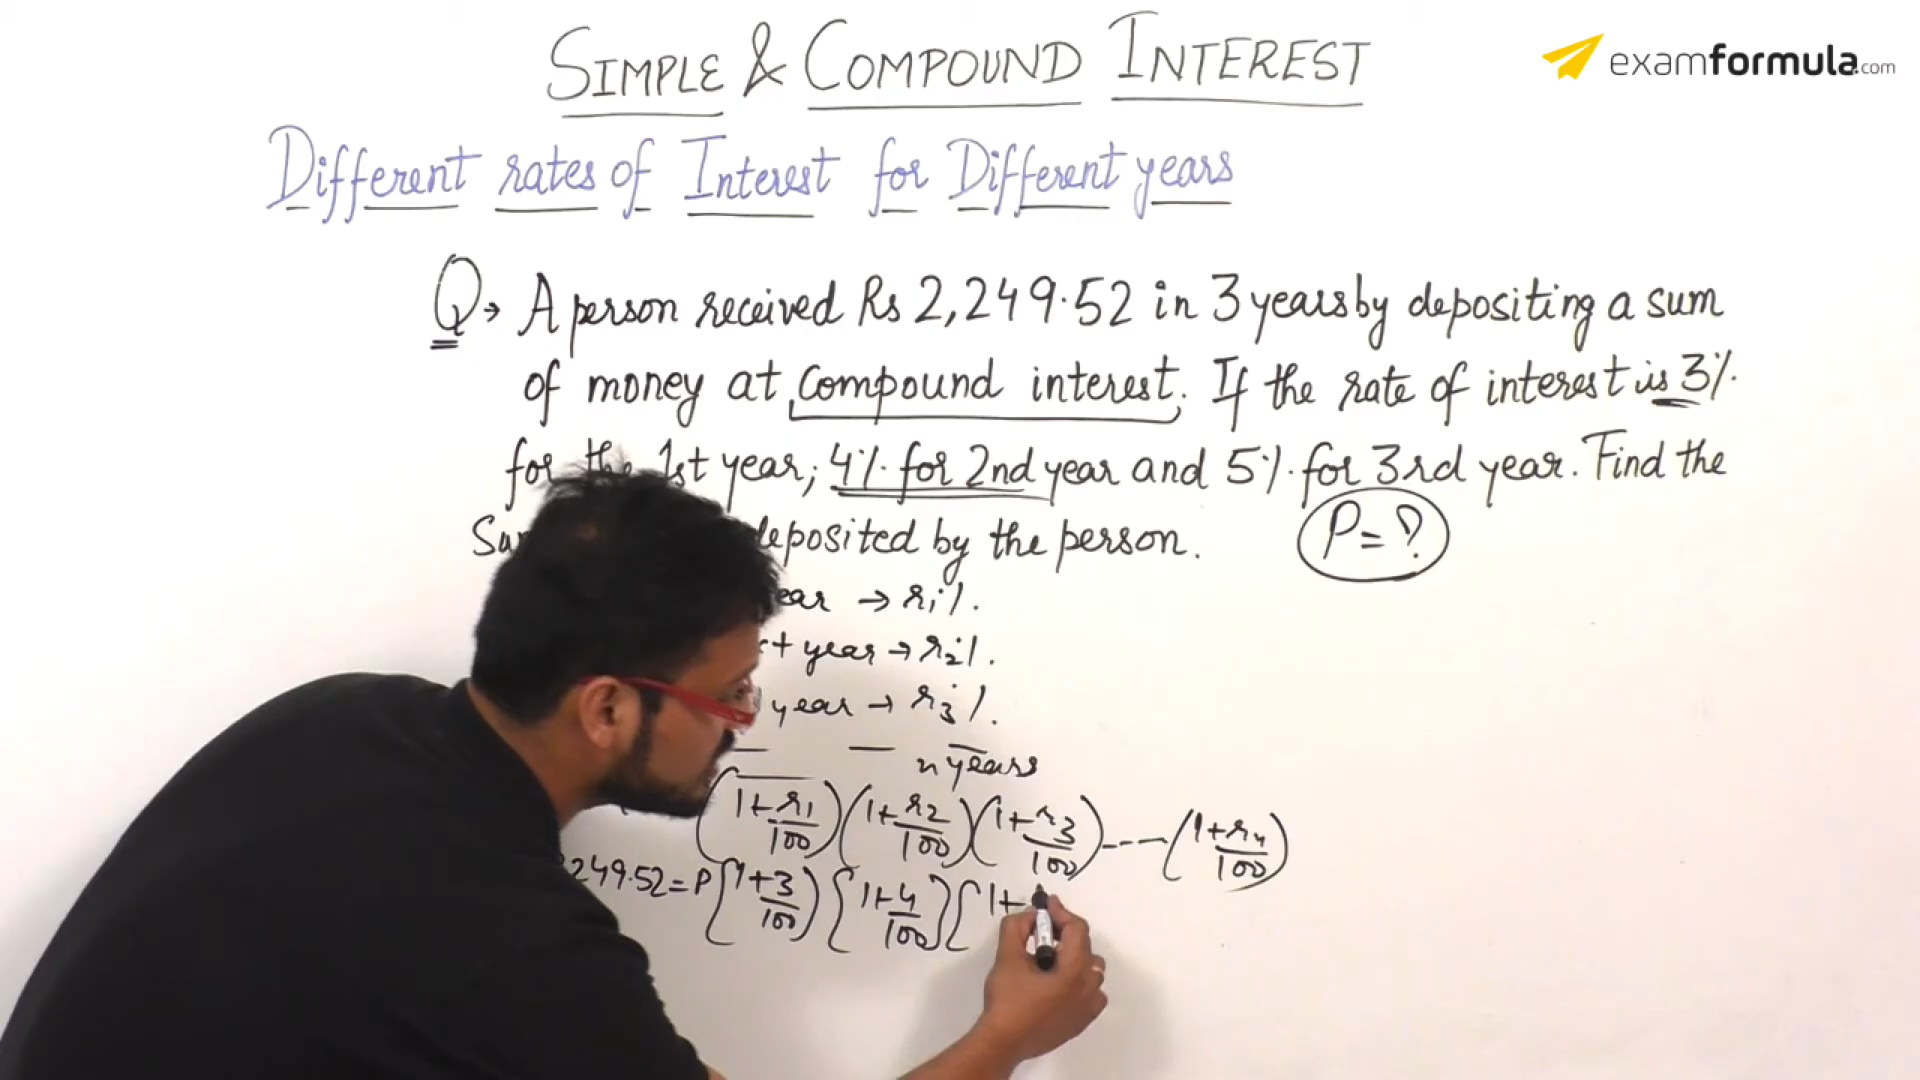 SIMPLE & COMPOUND INTEREST
examformula.com
Different rates of Interest for Different years
Q→ A person received Rs 2,249.52 in 3 years by depositing a sum
of money at compound interest. If the rate of interest is 3%
for the 1st year, 4% for 2nd year and 5% for 3rd year. Find the
deposited by the person. P=?
→ r1%.
year → r2%.
year → r3%.
n years
(1+r1/100)(1+r2/100)(1+r3/100)----(1+rn/100)
249.52=P(1+3/100)(1+4/100)(1+